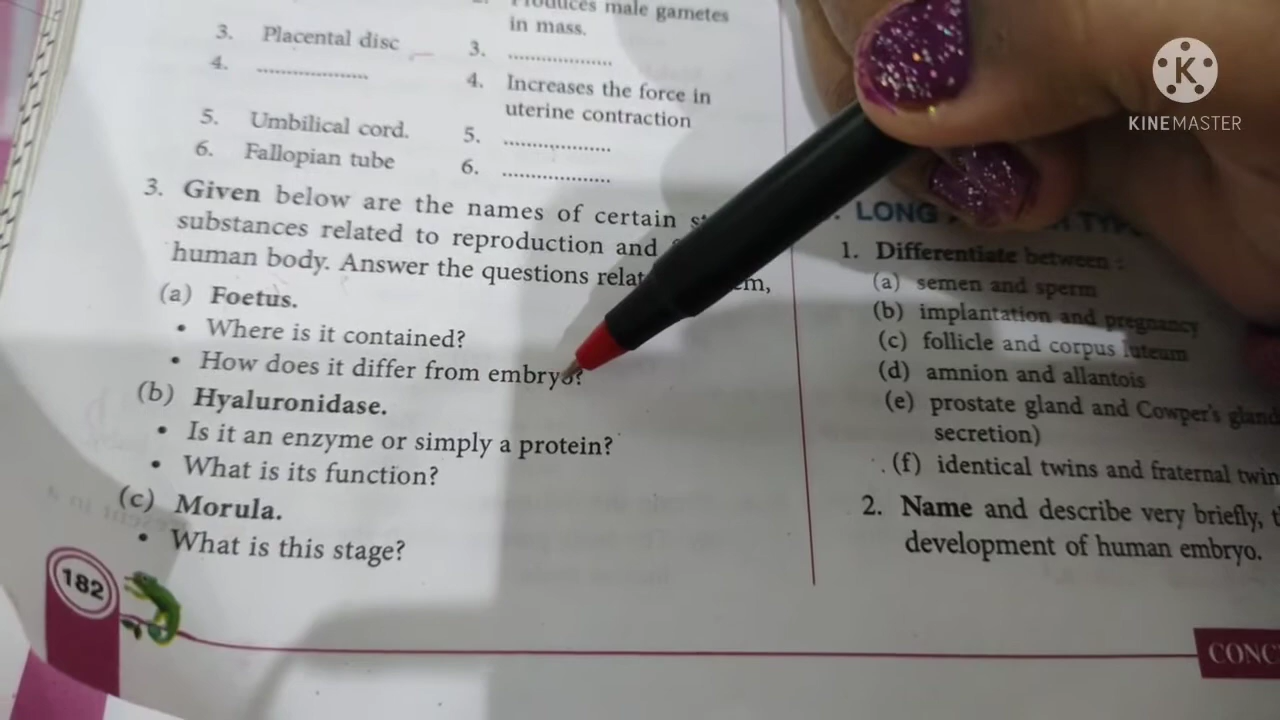 Produces male gametes
in mass.
3. Placental disc
3. ...................
4. ...................
4. Increases the force in
uterine contraction
5. Umbilical cord.
5. ...................
6. Fallopian tube
6. ...................
3. Given below are the names of certain
substances related to reproduction and
human body. Answer the questions
(a) Foetus.
• Where is it contained?
• How does it differ from embryo?
(b) Hyaluronidase.
• Is it an enzyme or simply a protein?
• What is its function?
(c) Morula.
• What is this stage?
182
LONG
1. Differentiate between :
(a) semen and sperm
(b) implantation and pregnancy
(c) follicle and corpus luteum
(d) amnion and allantois
(e) prostate gland and Cowper's gland
secretion)
(f) identical twins and fraternal
2. Name and describe very briefly,
development of human embryo.
K
KINEMASTER